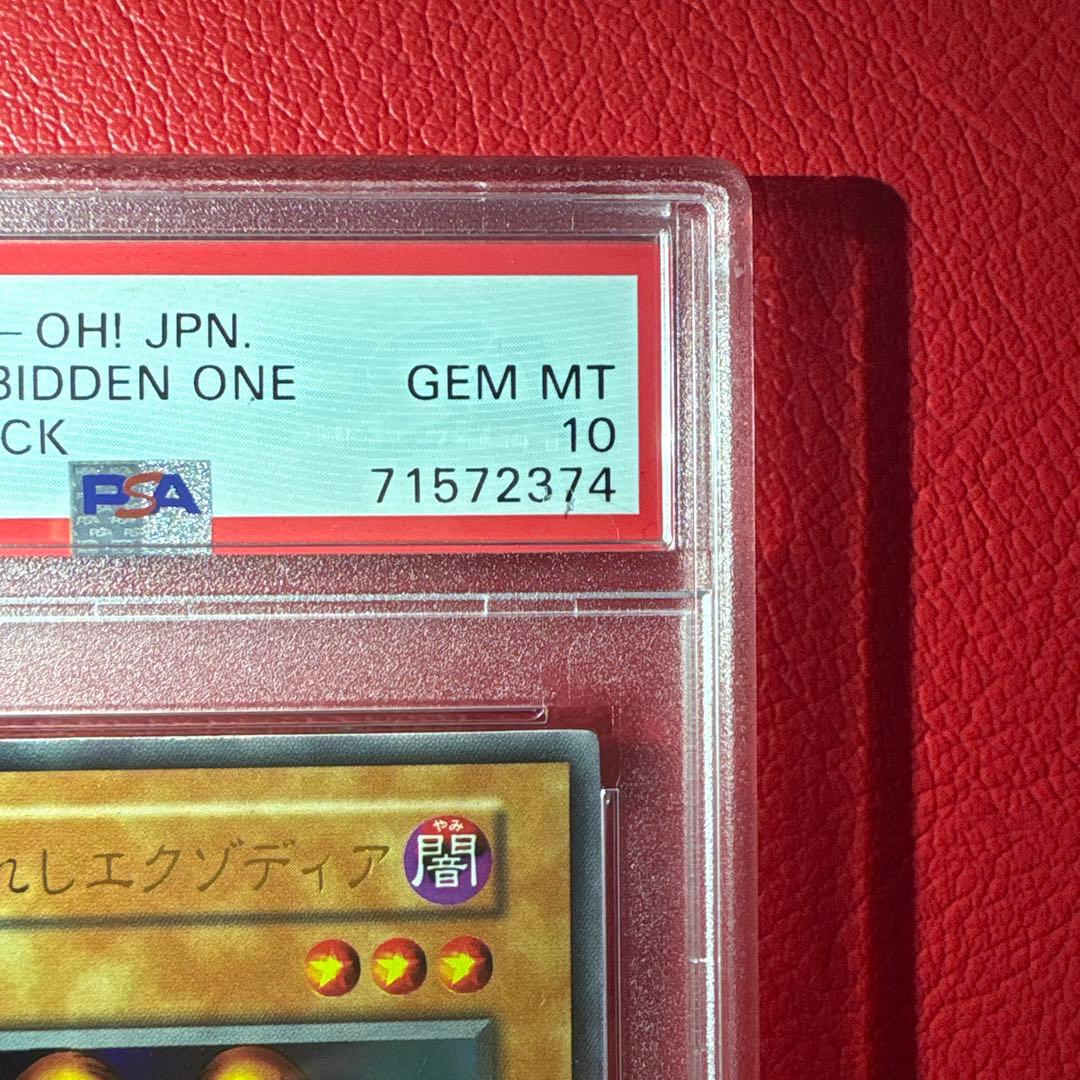 - OH! JPN.
BIDDEN ONE GEM MT
CK 10
PSA 71572374
れしエクゾディア
やみ
闇